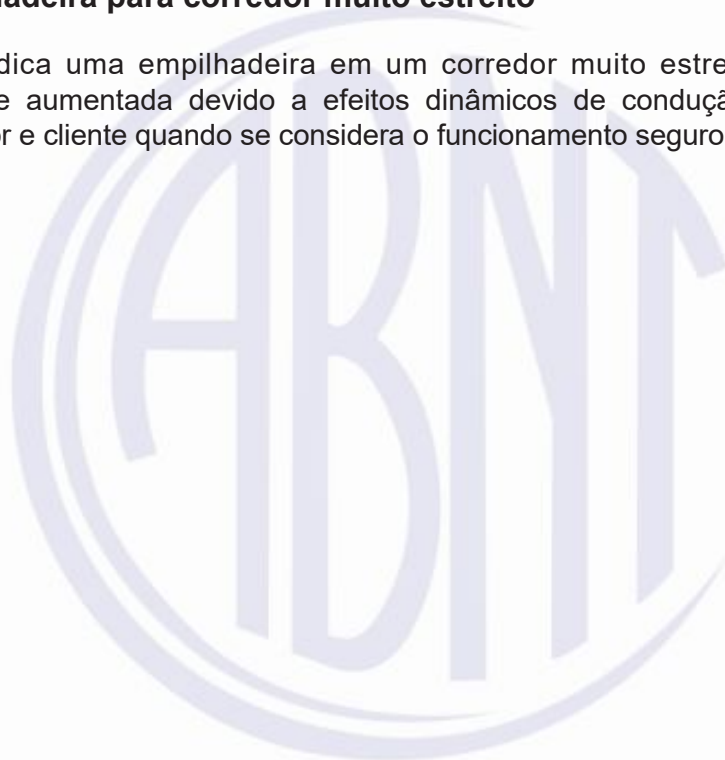 adeira para corredor muito estreito
dica uma empilhadeira em um corredor muito estre
e aumentada devido a efeitos dinâmicos de conduçã
or e cliente quando se considera o funcionamento seguro
ABNT